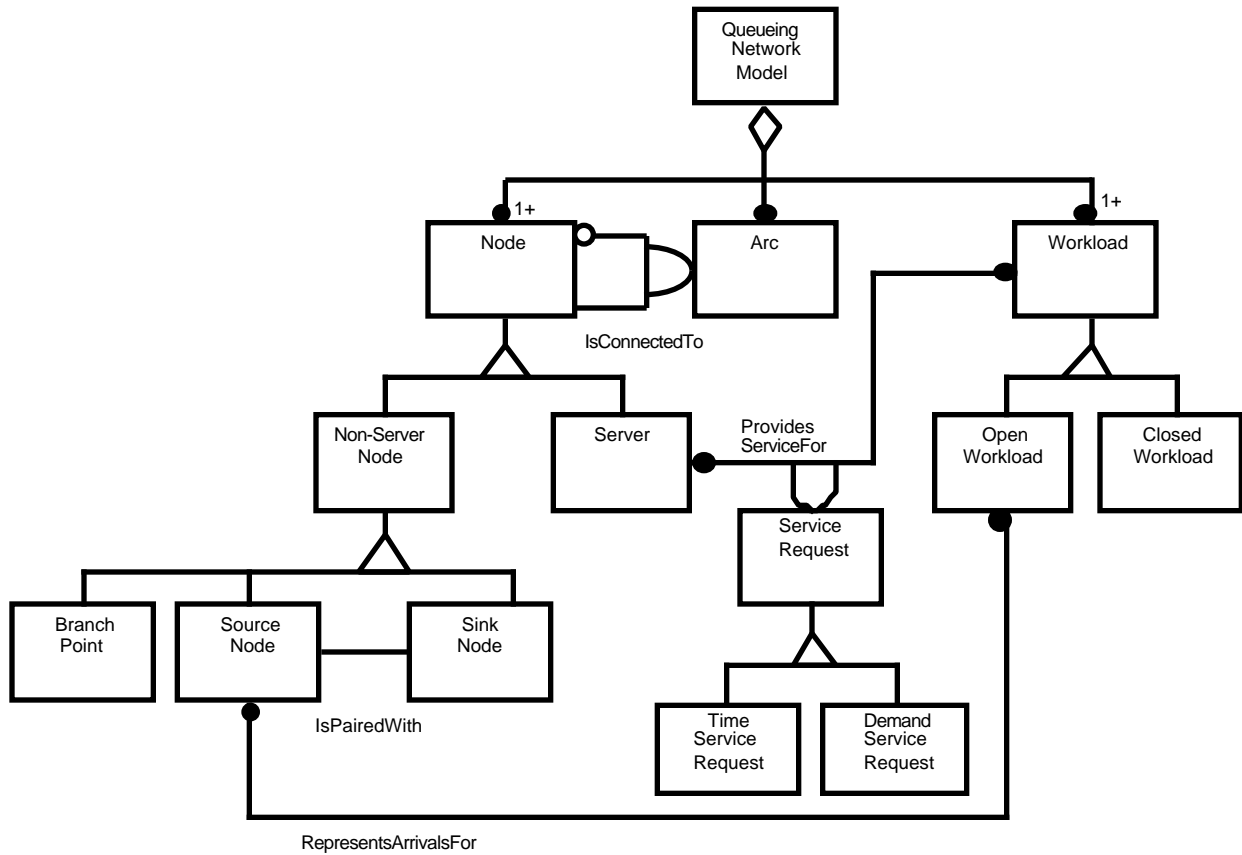 Queueing
Network
Model
1+
1+
Node
Arc
Workload
IsConnectedTo
Non-Server
Node
Server
Provides
ServiceFor
Open
Workload
Closed
Workload
Service
Request
Branch
Point
Source
Node
Sink
Node
IsPairedWith
Time
Service
Request
Demand
Service
Request
RepresentsArrivalsFor